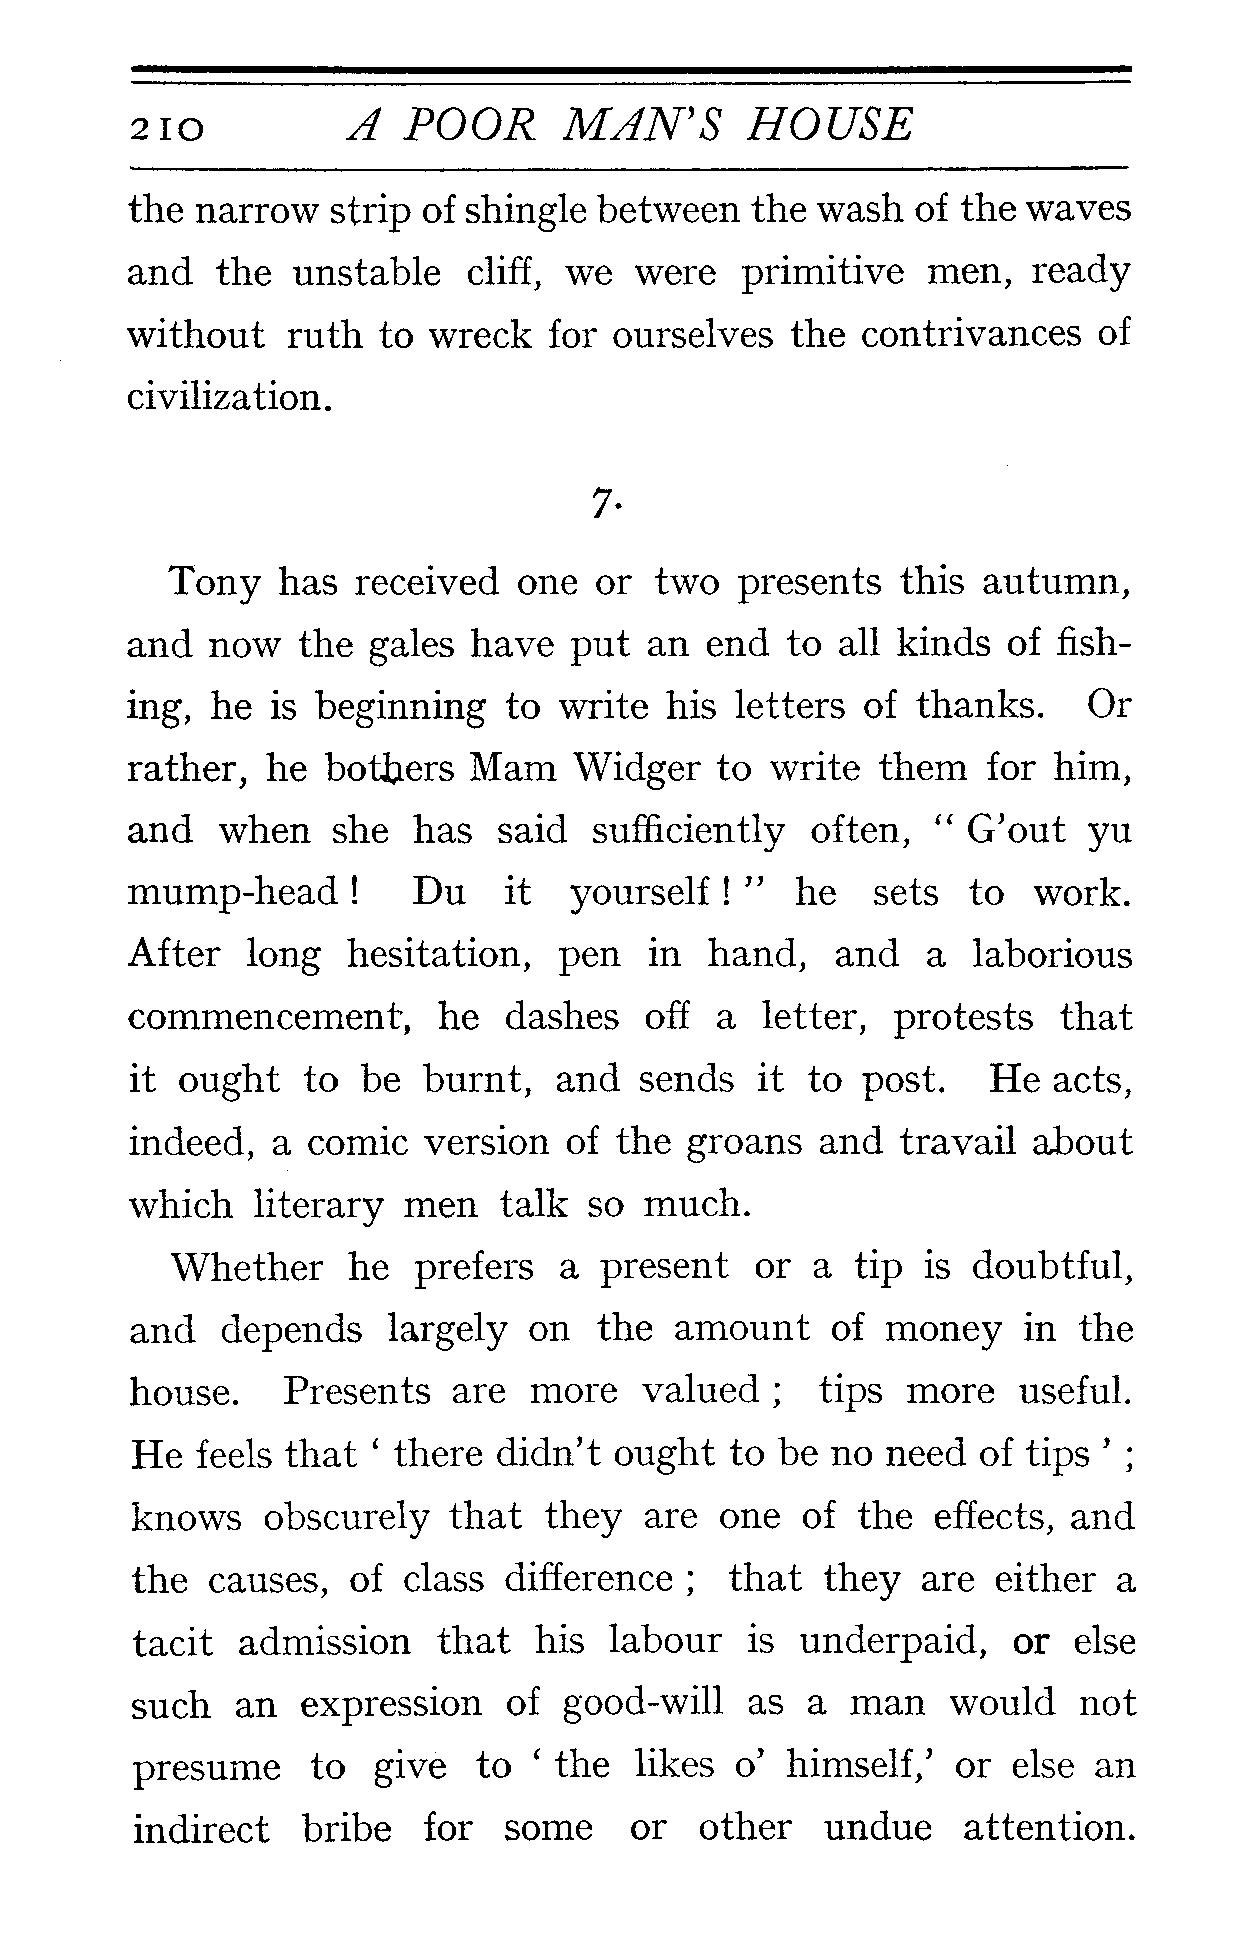 210 A POOR MAN'S HOUSE
the narrow strip of shingle between the wash of the waves
and the unstable cliff, we were primitive men, ready
without ruth to wreck for ourselves the contrivances of
civilization.
7.
Tony has received one or two presents this autumn,
and now the gales have put an end to all kinds of fish-
ing, he is beginning to write his letters of thanks. Or
rather, he bothers Mam Widger to write them for him,
and when she has said sufficiently often, “ G'out yu
mump-head ! Du it yourself ! ” he sets to work.
After long hesitation, pen in hand, and a laborious
commencement, he dashes off a letter, protests that
it ought to be burnt, and sends it to post. He acts,
indeed, a comic version of the groans and travail about
which literary men talk so much.
Whether he prefers a present or a tip is doubtful,
and depends largely on the amount of money in the
house. Presents are more valued ; tips more useful.
He feels that ‘ there didn't ought to be no need of tips ’ ;
knows obscurely that they are one of the effects, and
the causes, of class difference ; that they are either a
tacit admission that his labour is underpaid, or else
such an expression of good-will as a man would not
presume to give to ‘ the likes o' himself,’ or else an
indirect bribe for some or other undue attention.